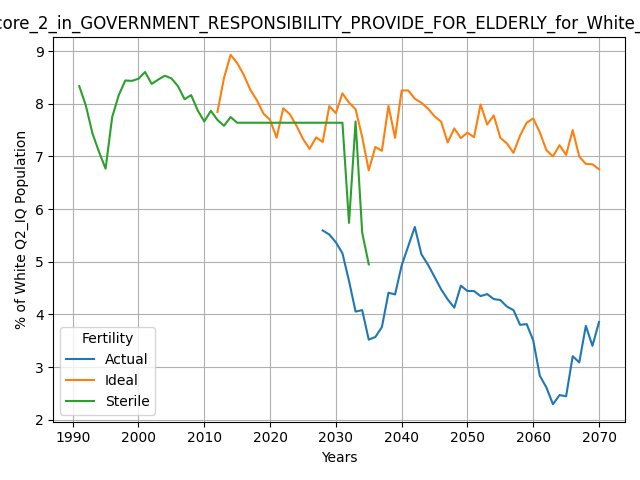 core_2_in_GOVERNMENT_RESPONSIBILITY_PROVIDE_FOR_ELDERLY_for_White_
9
8
7
6
5
4
3
2
% of White Q2_IQ Population
Fertility
Actual
Ideal
Sterile
1990 2000 2010 2020 2030 2040 2050 2060 2070
Years